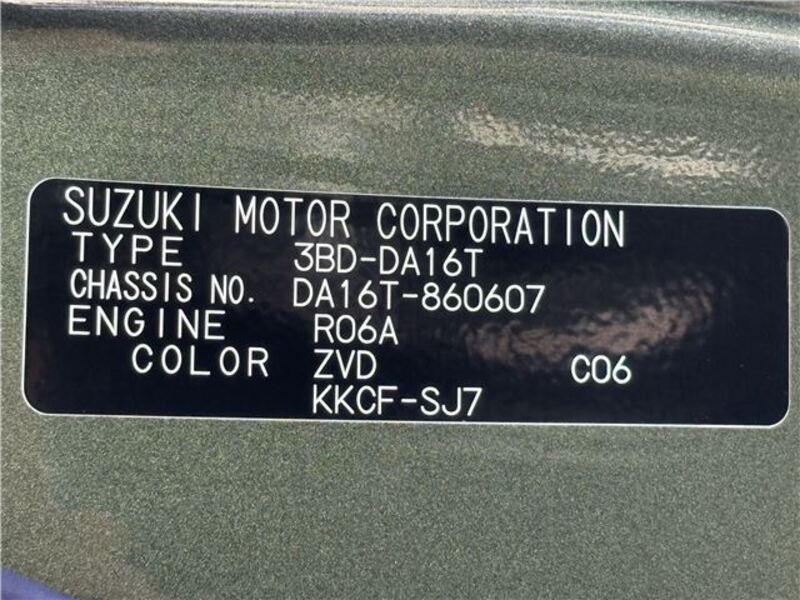 SUZUKI MOTOR CORPORATION
TYPE 3BD-DA16T
CHASSIS NO. DA16T-860607
ENGINE R06A
COLOR ZVD C06
KKCF-SJ7